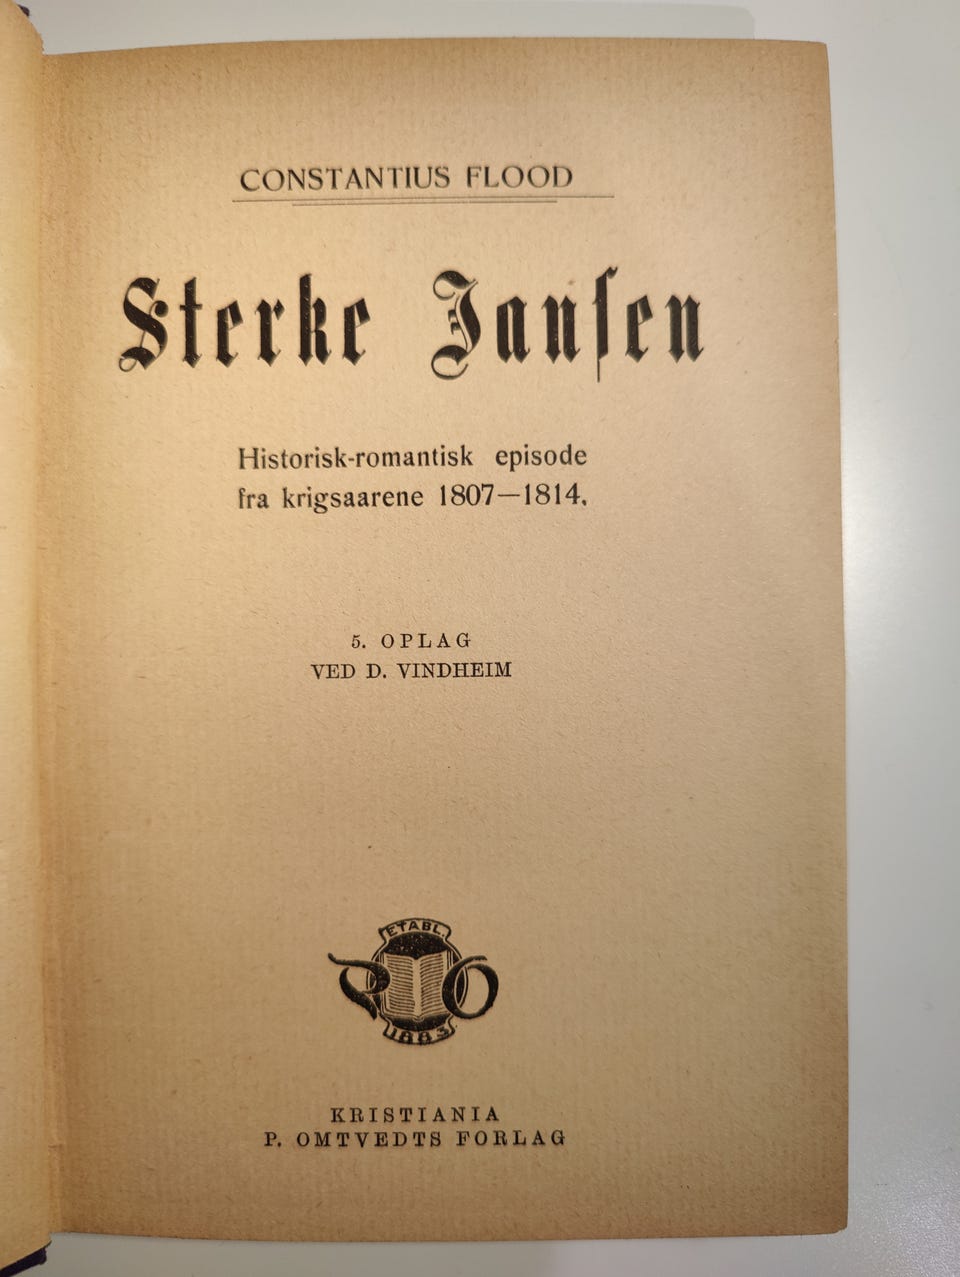 CONSTANTIUS FLOOD
Sterke Janſen
Historisk-romantisk episode
fra krigsaarene 1807—1814.
5. OPLAG
VED D. VINDHEIM
ETABL.
P O
1883
KRISTIANIA
P. OMTVEDTS FORLAG